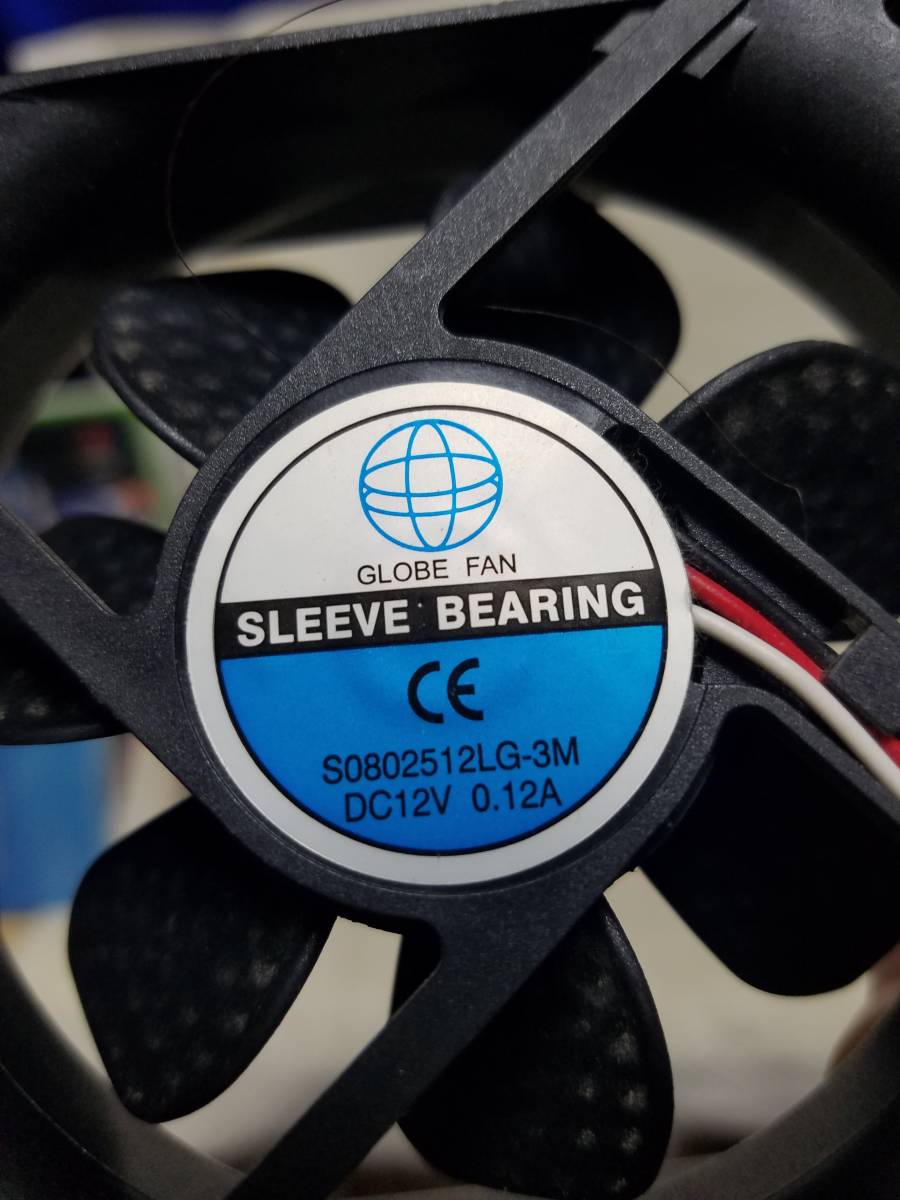 GLOBE FAN
SLEEVE BEARING
CE
S0802512LG-3M
DC12V 0.12A